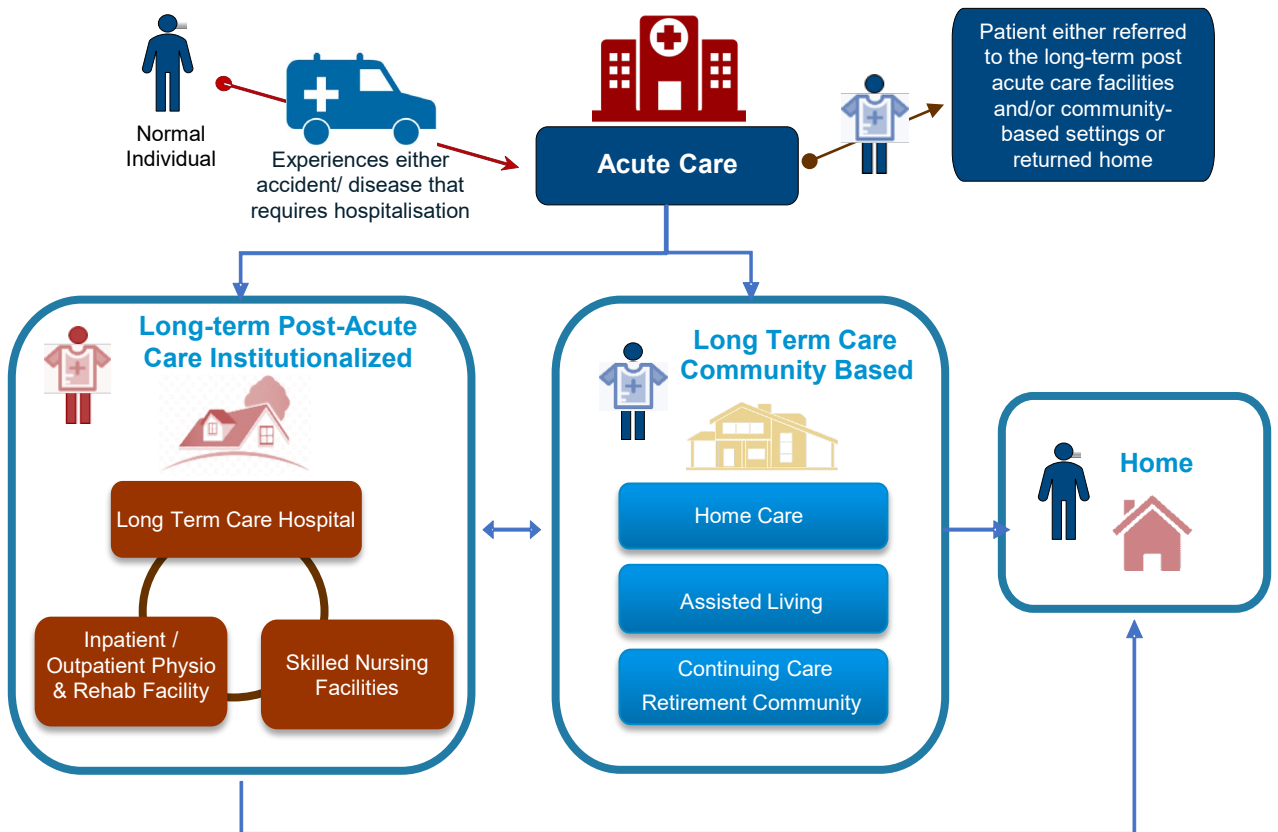 Normal
Individual
Experiences either
accident/ disease that
requires hospitalisation
Acute Care
Patient either referred
to the long-term post
acute care facilities
and/or community-
based settings or
returned home
Long-term Post-Acute
Care Institutionalized
Long Term Care Hospital
Inpatient /
Outpatient Physio
& Rehab Facility
Skilled Nursing
Facilities
Long Term Care
Community Based
Home Care
Assisted Living
Continuing Care
Retirement Community
Home